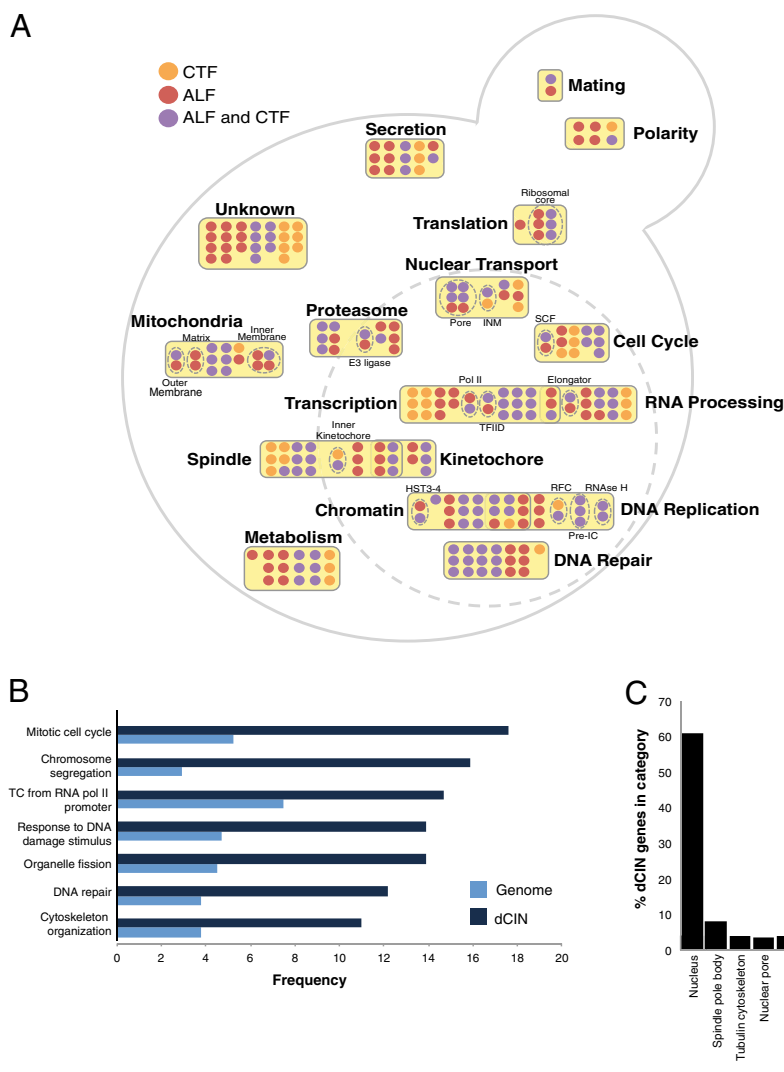 A
CTF
ALF
ALF and CTF
Mating
Polarity
Secretion
Ribosomal
core
Translation
Unknown
Nuclear Transport
Pore
INM
Proteasome
E3 ligase
Mitochondria
Matrix
Inner
Membrane
Outer
Membrane
SCF
Cell Cycle
Pol II
Elongator
Transcription
RNA Processing
TFIID
Inner
Kinetochore
Spindle
Kinetochore
HST3-4
RFC
RNAse H
Chromatin
DNA Replication
Pre-IC
Metabolism
DNA Repair
B
Mitotic cell cycle
Chromosome
segregation
TC from RNA pol II
promoter
Response to DNA
damage stimulus
Organelle fission
DNA repair
Cytoskeleton
organization
Genome
dCIN
0 2 4 6 8 10 12 14 16 18 20
Frequency
C
% dCIN genes in category
70
60
50
40
30
20
10
0
Nucleus
Spindle pole body
Tubulin cytoskeleton
Nuclear pore